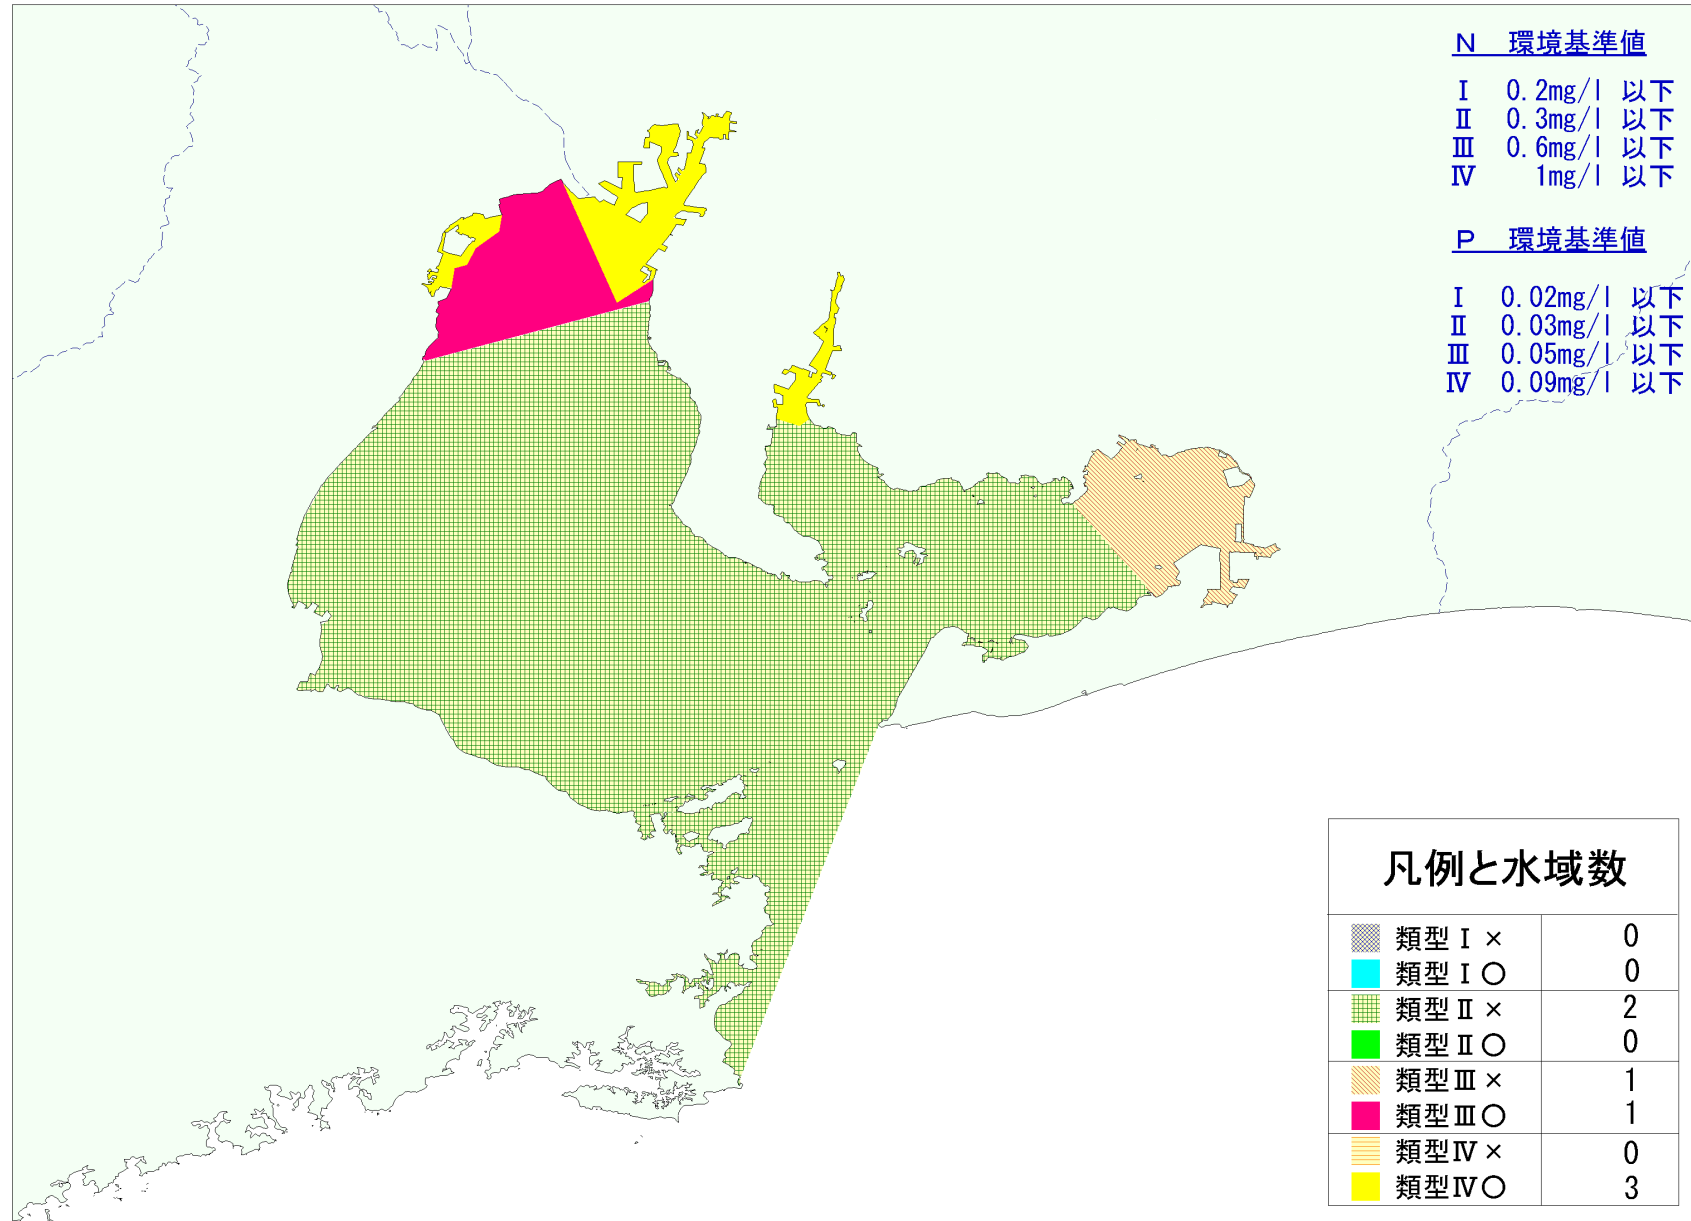 N 環境基準値
Ⅰ 0.2mg/l 以下
Ⅱ 0.3mg/l 以下
Ⅲ 0.6mg/l 以下
Ⅳ 1mg/l 以下
P 環境基準値
Ⅰ 0.02mg/l 以下
Ⅱ 0.03mg/l 以下
Ⅲ 0.05mg/l 以下
Ⅳ 0.09mg/l 以下
凡例と水域数
類型Ⅰ× 0
類型Ⅰ○ 0
類型Ⅱ× 2
類型Ⅱ○ 0
類型Ⅲ× 1
類型Ⅲ○ 1
類型Ⅳ× 0
類型Ⅳ○ 3